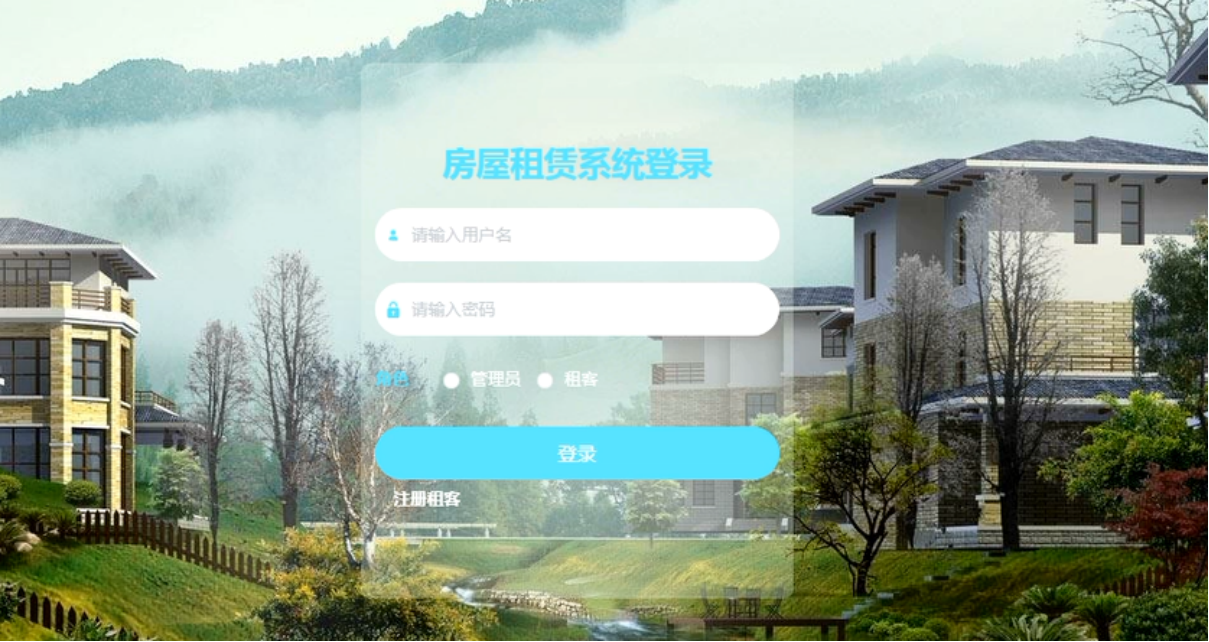 房屋租赁系统登录
请输入用户名
请输入密码
角色 管理员 租客
登录
注册租客